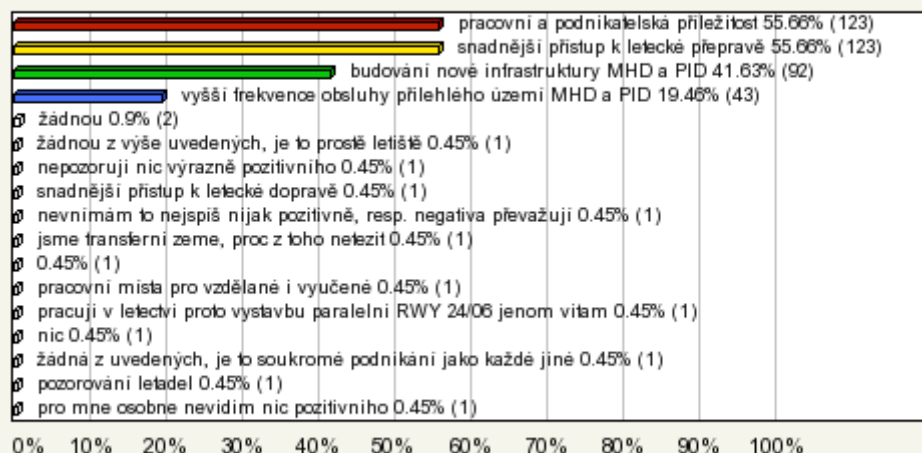 pracovní a podnikatelská příležitost 55.66% (123)
snadnější přístup k letecké přepravě 55.66% (123)
budování nové infrastruktury MHD a PID 41.63% (92)
vyšší frekvence obsluhy přilehlého území MHD a PID 19.46% (43)
žádnou 0.9% (2)
žádnou z výše uvedených, je to prostě letiště 0.45% (1)
nepozoruji nic výrazně pozitivního 0.45% (1)
snadnější přístup k letecké dopravě 0.45% (1)
nevnímám to nejspíš nijak pozitivně, resp. negativa převažují 0.45% (1)
jsme transferní zeme, proc z toho netezit 0.45% (1)
0.45% (1)
pracovní místa pro vzdělané i vyučené 0.45% (1)
pracuji v letectví proto vystavbu paralelní RWY 24/06 jenom vítam 0.45% (1)
nic 0.45% (1)
žádná z uvedených, je to soukromé podnikání jako každé jiné 0.45% (1)
pozorování letadel 0.45% (1)
pro mne osobne nevidím nic pozitivního 0.45% (1)
0% 10% 20% 30% 40% 50% 60% 70% 80% 90% 100%